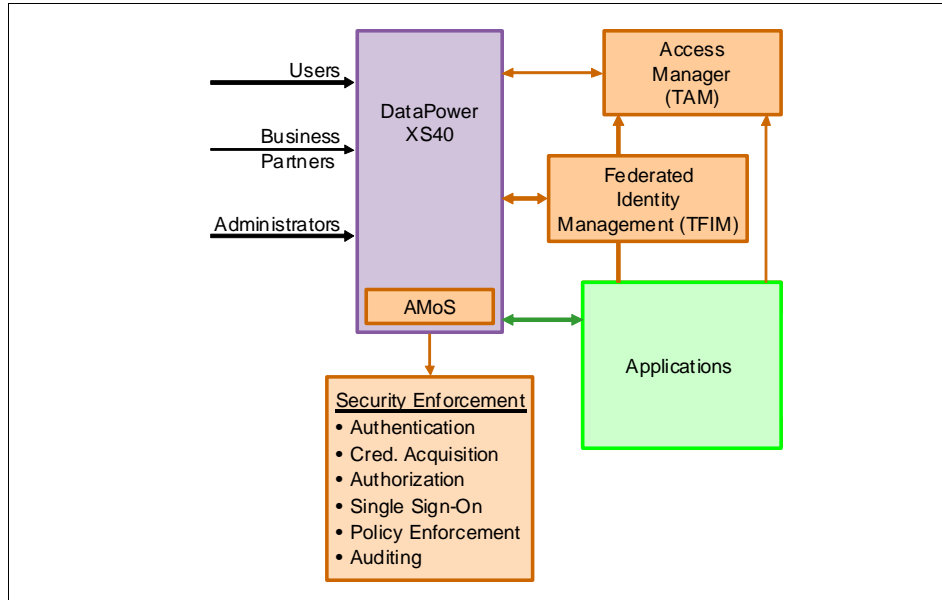 Users
Business
Partners
Administrators
DataPower
XS40
AMoS
Access
Manager
(TAM)
Federated
Identity
Management (TFIM)
Applications
Security Enforcement
• Authentication
• Cred. Acquisition
• Authorization
• Single Sign-On
• Policy Enforcement
• Auditing